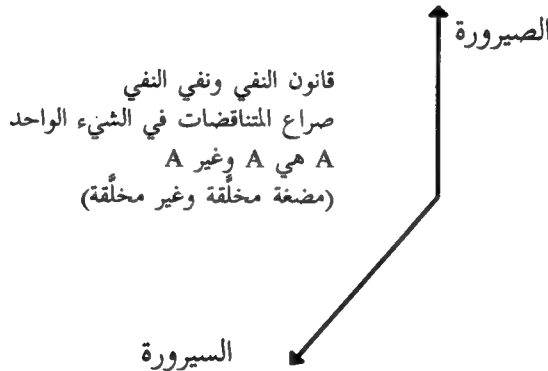 الصيرورة
قانون النفي ونفي النفي
صراع المتناقضات في الشيء الواحد
A هي A وغير A
(مضغة مخلَّقة وغير مخلَّقة)
السيرورة